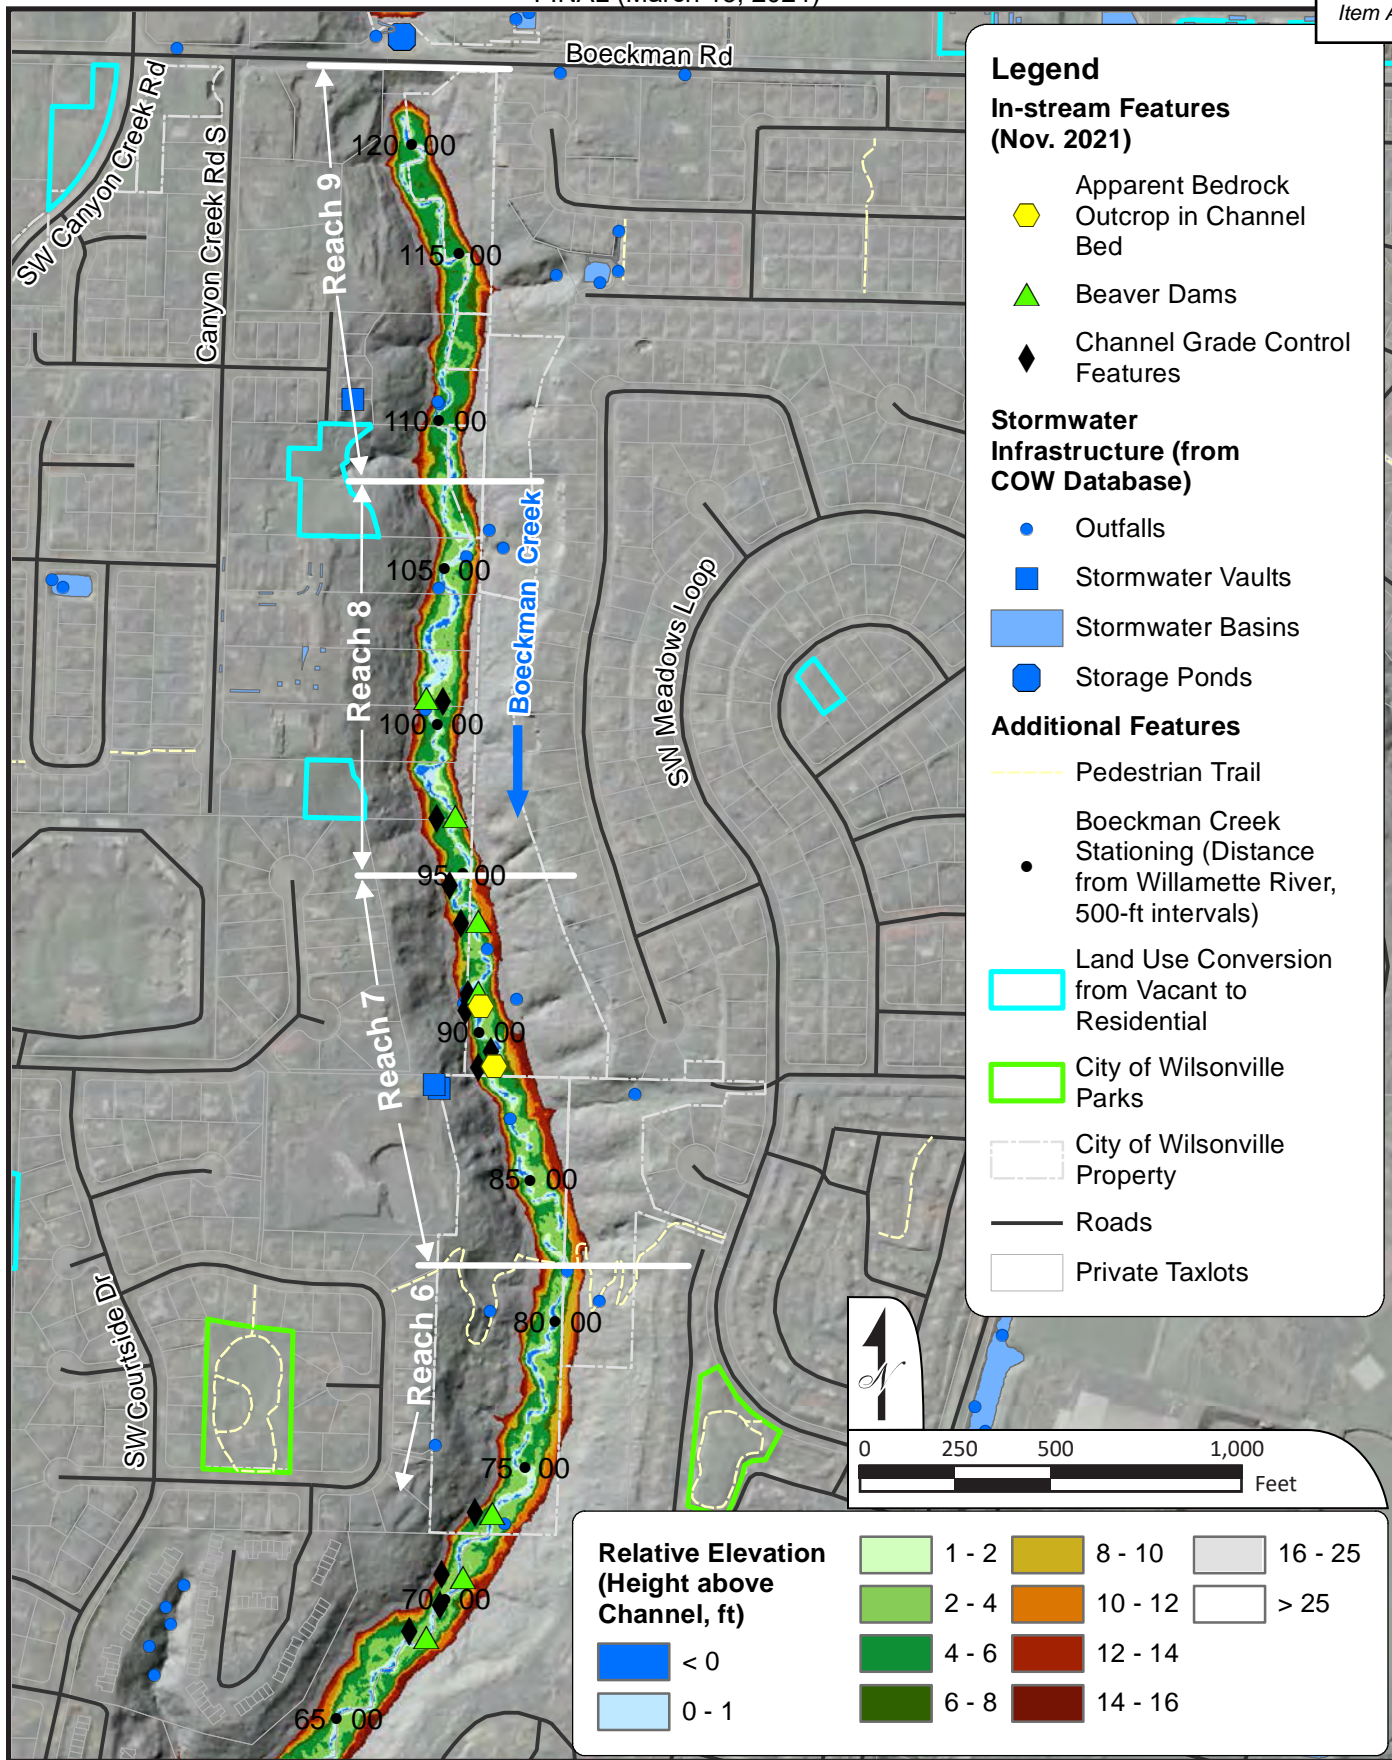 Item A
Boeckman Rd
SW Canyon Creek Rd
Canyon Creek Rd S
120 00
Reach 9
115 00
110 00
Boeckman Creek
105 00
Reach 8
SW Meadows Loop
100 00
95 00
90 00
Reach 7
85 00
80 00
Reach 6
SW Courtside Dr
75 00
70 00
65 00
Legend
In-stream Features
(Nov. 2021)
Apparent Bedrock
Outcrop in Channel
Bed
Beaver Dams
Channel Grade Control
Features
Stormwater
Infrastructure (from
COW Database)
Outfalls
Stormwater Vaults
Stormwater Basins
Storage Ponds
Additional Features
Pedestrian Trail
Boeckman Creek
Stationing (Distance
from Willamette River,
500-ft intervals)
Land Use Conversion
from Vacant to
Residential
City of Wilsonville
Parks
City of Wilsonville
Property
Roads
Private Taxlots
N
0 250 500 1,000
Feet
Relative Elevation
(Height above
Channel, ft)
< 0
0 - 1
1 - 2
2 - 4
4 - 6
6 - 8
8 - 10
10 - 12
12 - 14
14 - 16
16 - 25
> 25